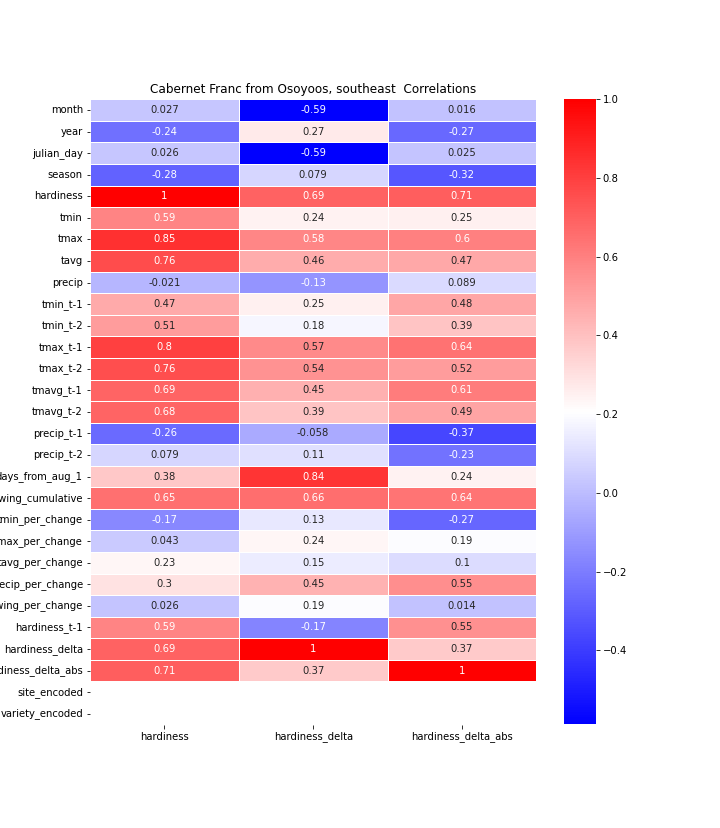 Cabernet Franc from Osoyoos, southeast  Correlations
month 0.027 -0.59 0.016
year -0.24 0.27 -0.27
julian_day 0.026 -0.59 0.025
season -0.28 0.079 -0.32
hardiness 1 0.69 0.71
tmin 0.59 0.24 0.25
tmax 0.85 0.58 0.6
tavg 0.76 0.46 0.47
precip -0.021 -0.13 0.089
tmin_t-1 0.47 0.25 0.48
tmin_t-2 0.51 0.18 0.39
tmax_t-1 0.8 0.57 0.64
tmax_t-2 0.76 0.54 0.52
tmavg_t-1 0.69 0.45 0.61
tmavg_t-2 0.68 0.39 0.49
precip_t-1 -0.26 -0.058 -0.37
precip_t-2 0.079 0.11 -0.23
days_from_aug_1 0.38 0.84 0.24
wing_cumulative 0.65 0.66 0.64
tmin_per_change -0.17 0.13 -0.27
max_per_change 0.043 0.24 0.19
tavg_per_change 0.23 0.15 0.1
ecip_per_change 0.3 0.45 0.55
wing_per_change 0.026 0.19 0.014
hardiness_t-1 0.59 -0.17 0.55
hardiness_delta 0.69 1 0.37
diness_delta_abs 0.71 0.37 1
site_encoded
variety_encoded
hardiness hardiness_delta hardiness_delta_abs
1.0
0.8
0.6
0.4
0.2
0.0
−0.2
−0.4